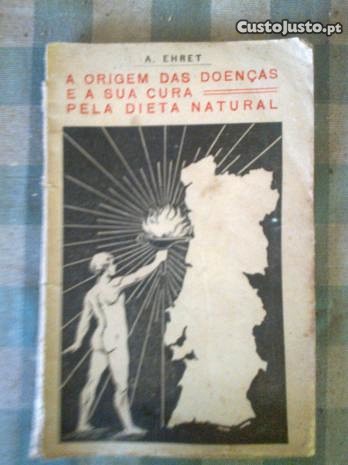 CustoJusto.pt
A. EHRET
A ORIGEM DAS DOENÇAS
E A SUA CURA
PELA DIETA NATURAL